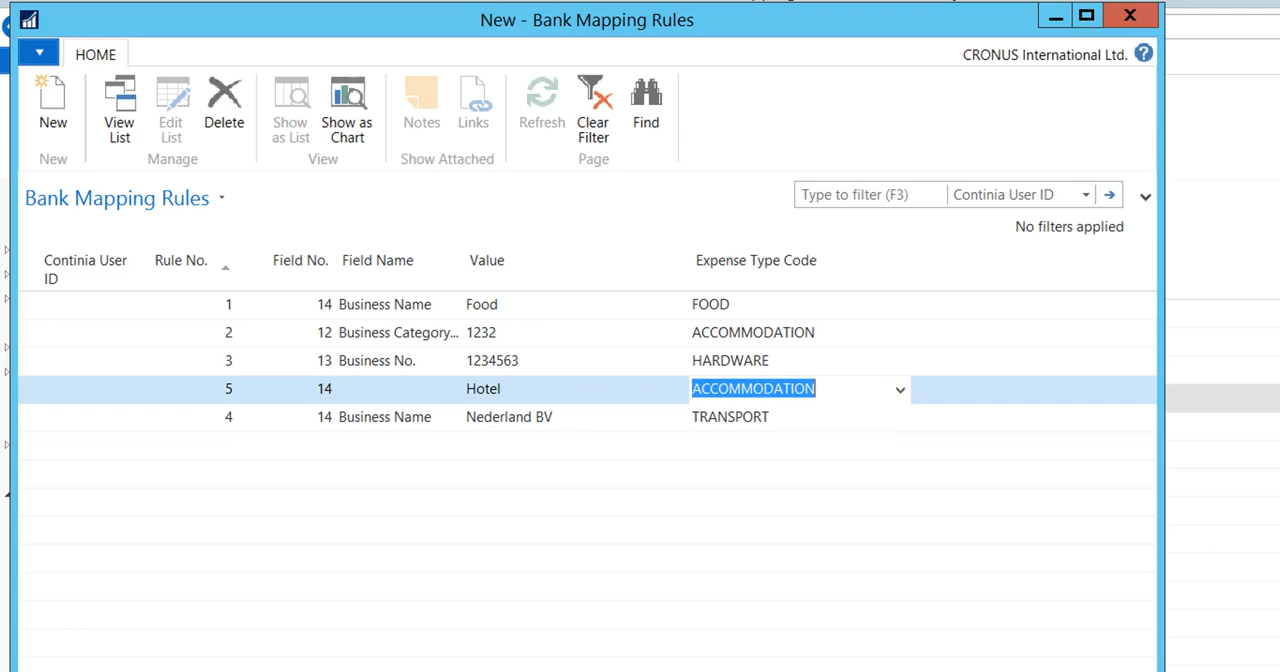 New - Bank Mapping Rules
HOME
CRONUS International Ltd.
New
View List
Edit List
Delete
Show as List
Show as Chart
Notes
Links
Refresh
Clear Filter
Find
New
Manage
View
Show Attached
Page
Bank Mapping Rules
Type to filter (F3)
Continia User ID
No filters applied
Continia User ID Rule No. Field No. Field Name Value Expense Type Code
1 14 Business Name Food FOOD
2 12 Business Category... 1232 ACCOMMODATION
3 13 Business No. 1234563 HARDWARE
5 14 Hotel ACCOMMODATION
4 14 Business Name Nederland BV TRANSPORT